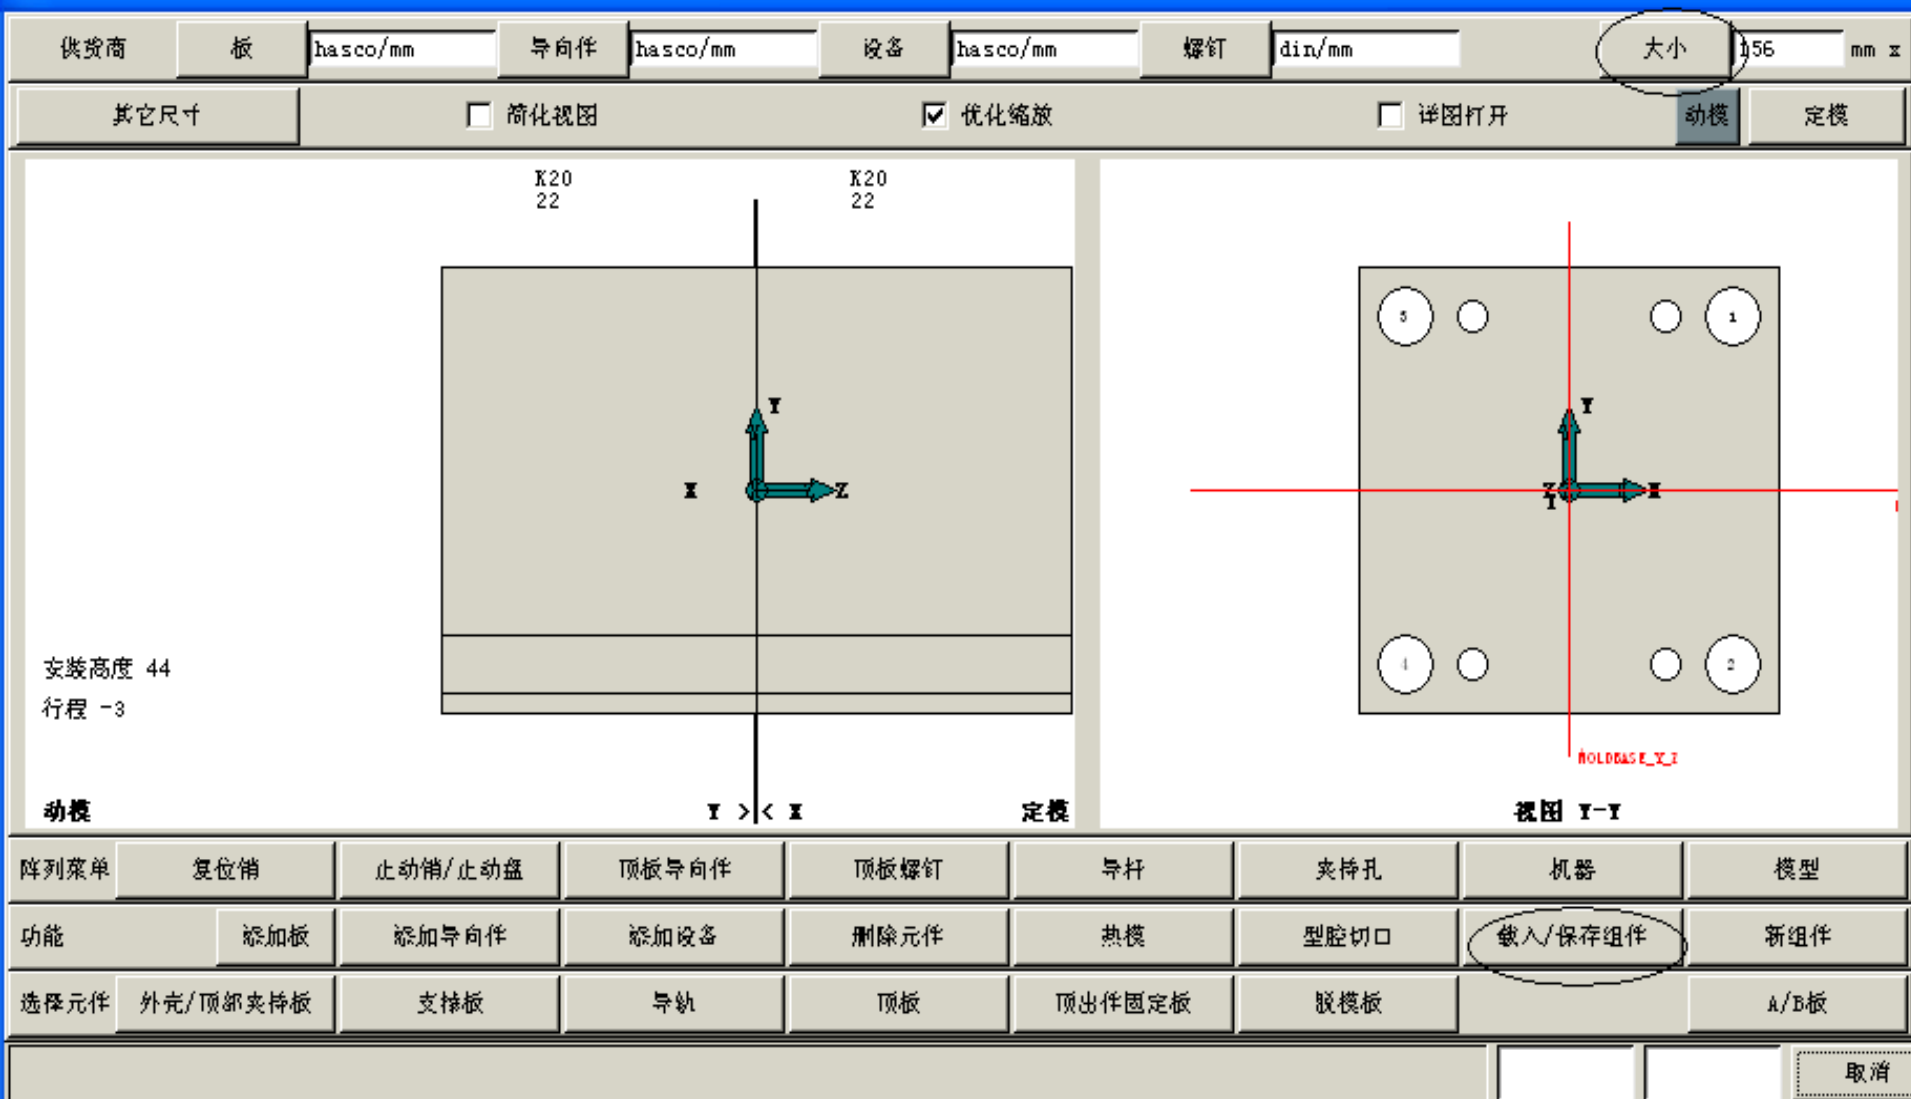 供货商 板 hasco/mm 导向件 hasco/mm 设备 hasco/mm 螺钉 din/mm 大小 156 mm x
其它尺寸 简化视图 优化缩放 详图打开 动模 定模
K20 K20
22 22
Y Y
X Z Z X
Y
安装高度 44
行程 -3
5 1
4 2
MOLDBASE_X_Z
动模 Y >< X 定模 视图 Y-Y
阵列菜单 复位销 止动销/止动盘 顶板导向件 顶板螺钉 导杆 夹持孔 机器 模型
功能 添加板 添加导向件 添加设备 删除元件 热模 型腔切口 载入/保存组件 新组件
选择元件 外壳/顶部夹持板 支撑板 导轨 顶板 顶出件固定板 脱模板 A/B板
取消